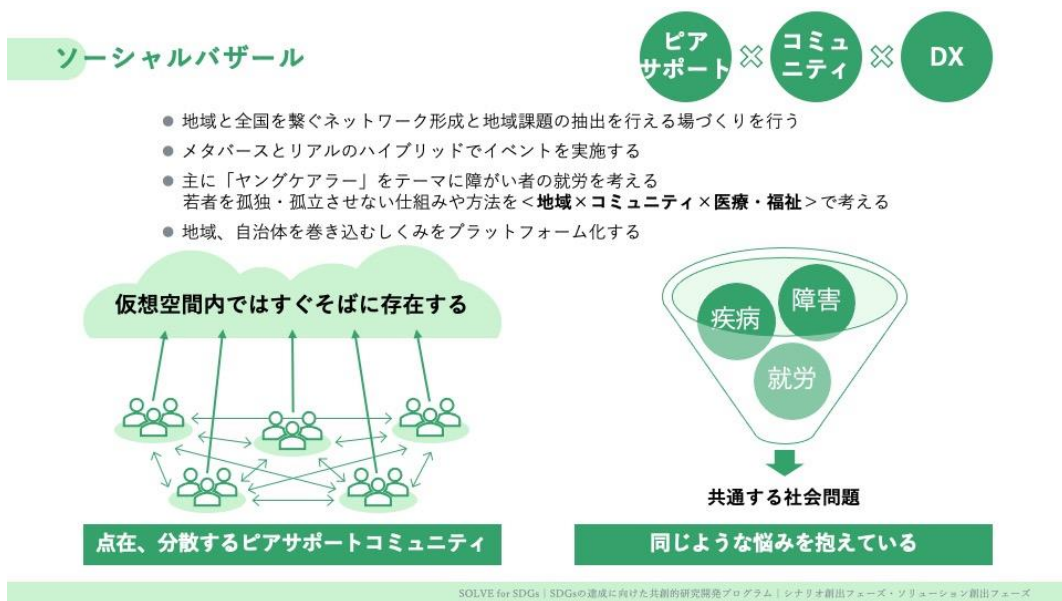 ソーシャルバザール
ピア
サポート
×
コミュ
ニティ
×
DX
● 地域と全国を繋ぐネットワーク形成と地域課題の抽出を行える場づくりを行う
● メタバースとリアルのハイブリッドでイベントを実施する
● 主に「ヤングケアラー」をテーマに障がい者の就労を考える
若者を孤独・孤立させない仕組みや方法を＜地域×コミュニティ×医療・福祉＞で考える
● 地域、自治体を巻き込むしくみをプラットフォーム化する
仮想空間内ではすぐそばに存在する
点在、分散するピアサポートコミュニティ
疾病
障害
就労
共通する社会問題
同じような悩みを抱えている
SOLVE for SDGs｜SDGsの達成に向けた共創的研究開発プログラム｜シナリオ創出フェーズ・ソリューション創出フェーズ